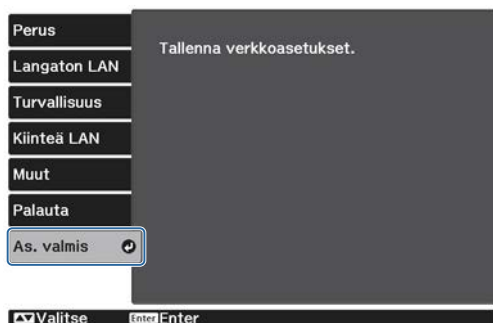 Perus
Langaton LAN
Turvallisuus
Kiinteä LAN
Muut
Palauta
As. valmis
Tallenna verkkoasetukset.
Valitse Enter Enter